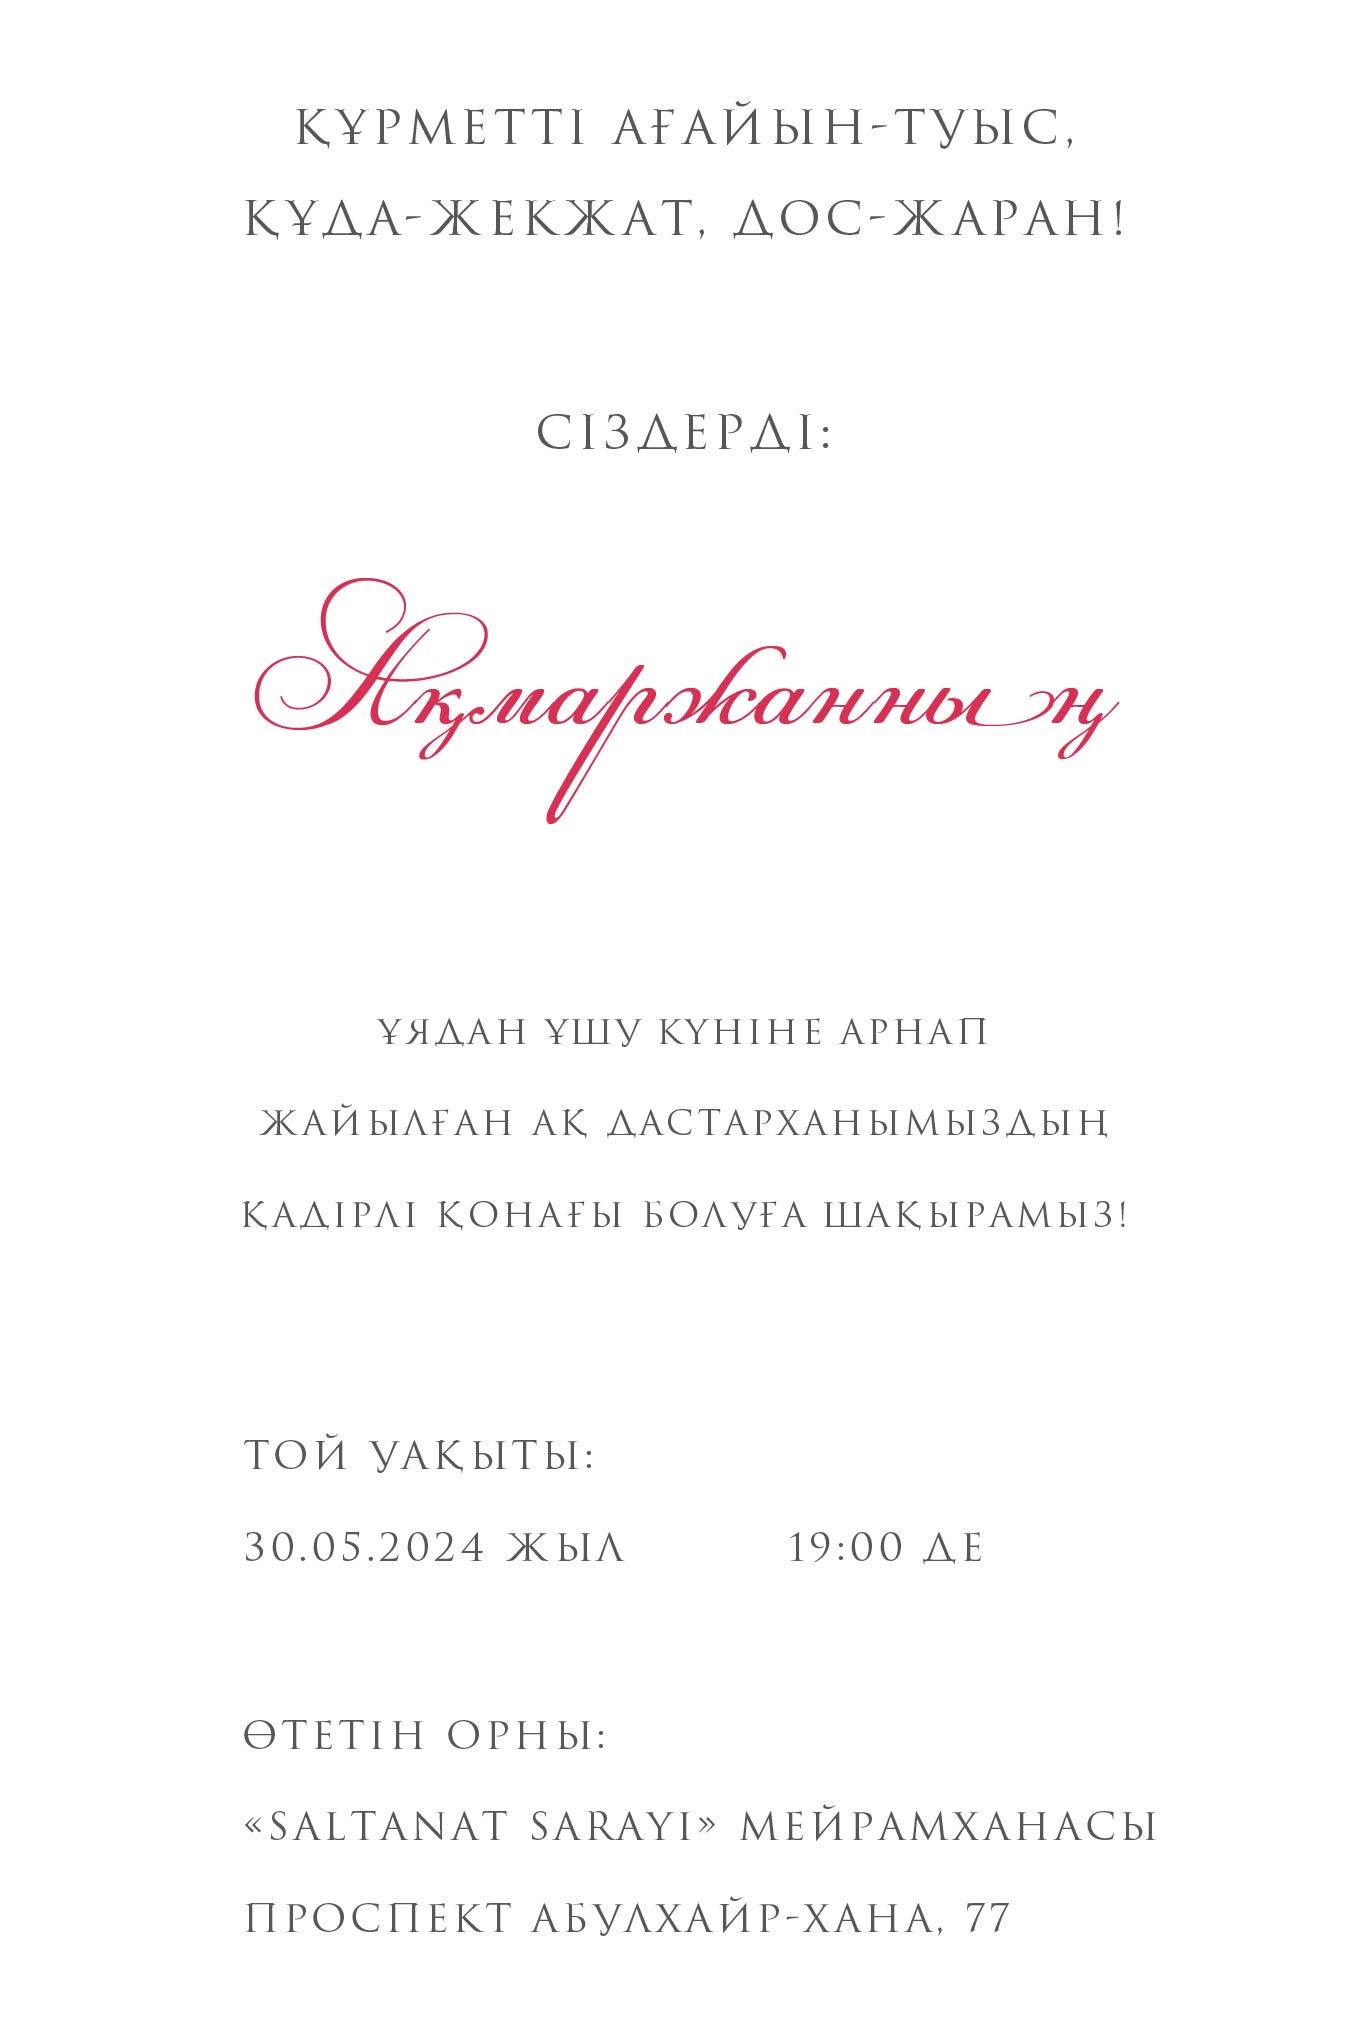 ҚҰРМЕТТІ АҒАЙЫН-ТУЫС,
ҚҰДА-ЖЕКЖАТ, ДОС-ЖАРАН!
СІЗДЕРДІ:
Ақмаржанның
ҰЯДАН ҰШУ КҮНІНЕ АРНАП
ЖАЙЫЛҒАН АҚ ДАСТАРХАНЫМЫЗДЫҢ
ҚАДІРЛІ ҚОНАҒЫ БОЛУҒА ШАҚЫРАМЫЗ!
ТОЙ УАҚЫТЫ:
30.05.2024 ЖЫЛ 19:00 ДЕ
ӨТЕТІН ОРНЫ:
«SALTANAT SARAYI» МЕЙРАМХАНАСЫ
ПРОСПЕКТ АБУЛХАЙР-ХАНА, 77